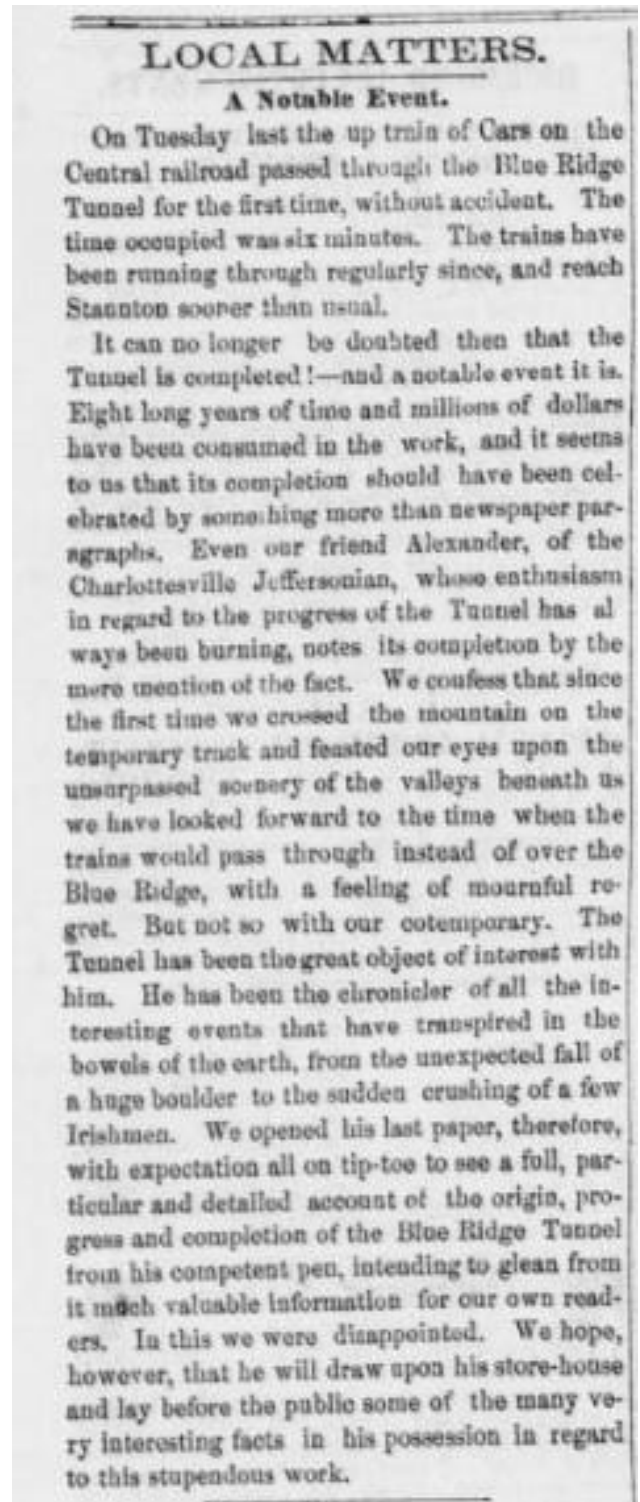 LOCAL MATTERS.
A Notable Event.
On Tuesday last the up train of Cars on the
Central railroad passed through the Blue Ridge
Tunnel for the first time, without accident. The
time occupied was six minutes. The trains have
been running through regularly since, and reach
Staunton sooner than usual.
It can no longer be doubted then that the
Tunnel is completed!—and a notable event it is.
Eight long years of time and millions of dollars
have been consumed in the work, and it seems
to us that its completion should have been cel-
ebrated by something more than newspaper par-
agraphs. Even our friend Alexander, of the
Charlottesville Jeffersonian, whose enthusiasm
in regard to the progress of the Tunnel has al
ways been burning, notes its completion by the
mere mention of the fact. We confess that since
the first time we crossed the mountain on the
temporary track and feasted our eyes upon the
unsurpassed scenery of the valleys beneath us
we have looked forward to the time when the
trains would pass through instead of over the
Blue Ridge, with a feeling of mournful re-
gret. But not so with our cotemporary. The
Tunnel has been the great object of interest with
him. He has been the chronicler of all the in-
teresting events that have transpired in the
bowels of the earth, from the unexpected fall of
a huge boulder to the sudden crushing of a few
Irishmen. We opened his last paper, therefore,
with expectation all on tip-toe to see a full, par-
ticular and detailed account of the origin, pro-
gress and completion of the Blue Ridge Tunnel
from his competent pen, intending to glean from
it much valuable information for our own read-
ers. In this we were disappointed. We hope,
however, that he will draw upon his store-house
and lay before the public some of the many ve-
ry interesting facts in his possession in regard
to this stupendous work.